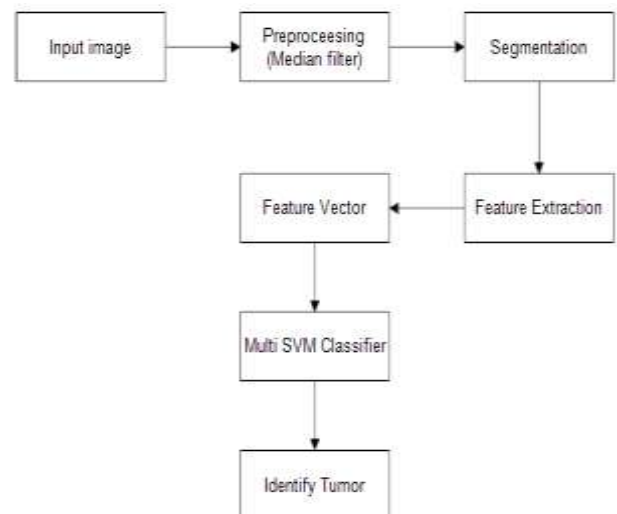 Input image
Preproceesing
(Median filter)
Segmentation
Feature Vector
Feature Extraction
Multi SVM Classifier
Identify Tumor